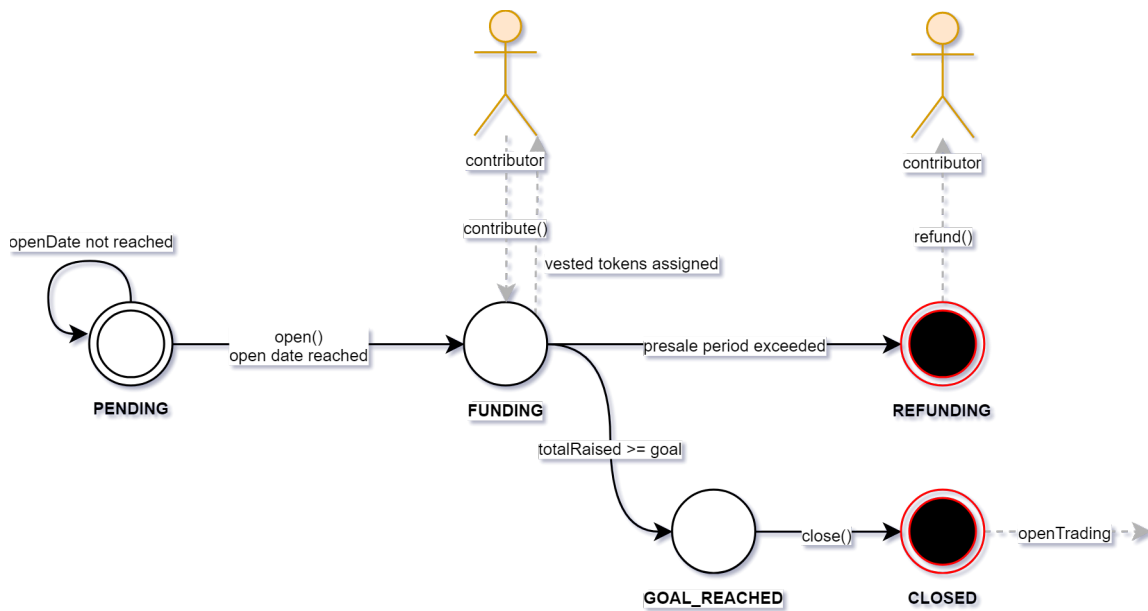 contributor
contributor
contribute()
refund()
openDate not reached
vested tokens assigned
open()
open date reached
presale period exceeded
PENDING
FUNDING
REFUNDING
totalRaised >= goal
close()
openTrading
GOAL_REACHED
CLOSED